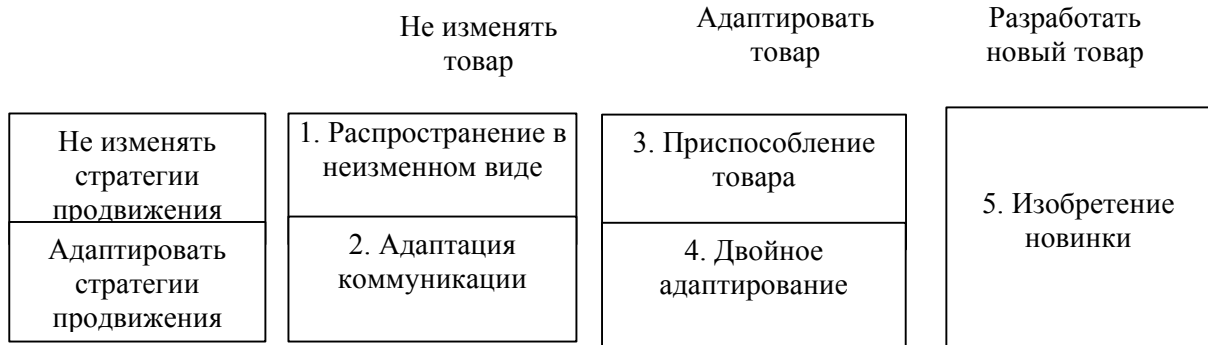 Не изменять
товар
Адаптировать
товар
Разработать
новый товар
Не изменять
стратегии
продвижения
1. Распространение в
неизменном виде
3. Приспособление
товара
5. Изобретение
новинки
Адаптировать
стратегии
продвижения
2. Адаптация
коммуникации
4. Двойное
адаптирование